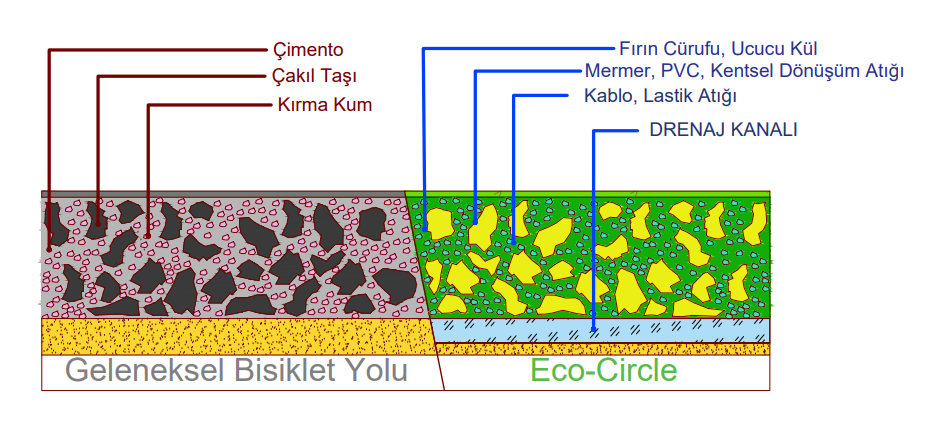 Çimento
Çakıl Taşı
Kırma Kum
Fırın Cürufu, Ucucu Kül
Mermer, PVC, Kentsel Dönüşüm Atığı
Kablo, Lastik Atığı
DRENAJ KANALI
Geleneksel Bisiklet Yolu
Eco-Circle